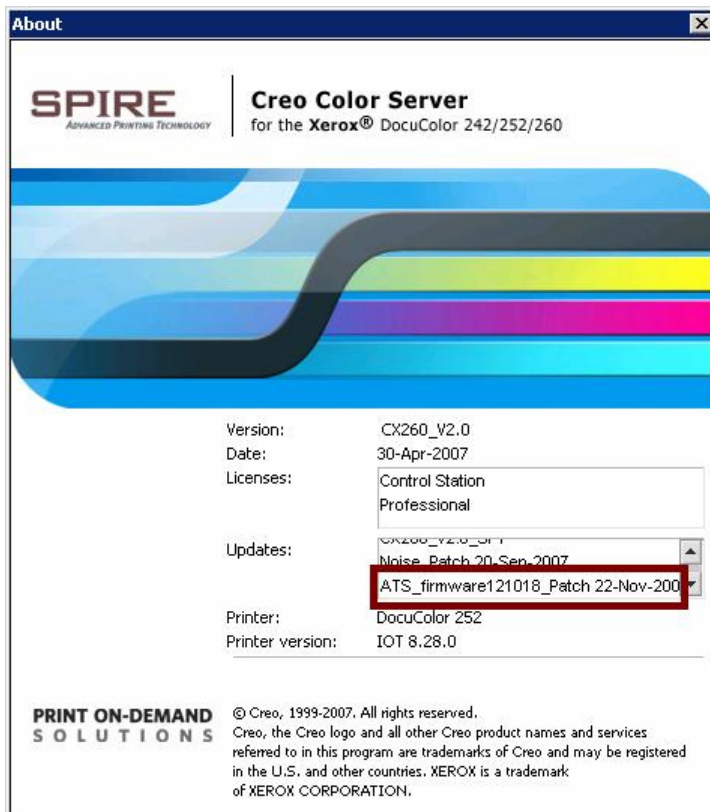 About
SPIRE
ADVANCED PRINTING TECHNOLOGY
Creo Color Server
for the Xerox® DocuColor 242/252/260
Version: CX260_V2.0
Date: 30-Apr-2007
Licenses: Control Station
Professional
Updates:
Noise_Patch 20-Sep-2007
ATS_firmware121018_Patch 22-Nov-200
Printer: DocuColor 252
Printer version: IOT 8.28.0
PRINT ON-DEMAND
SOLUTIONS
© Creo, 1999-2007. All rights reserved.
Creo, the Creo logo and all other Creo product names and services
referred to in this program are trademarks of Creo and may be registered
in the U.S. and other countries. XEROX is a trademark
of XEROX CORPORATION.